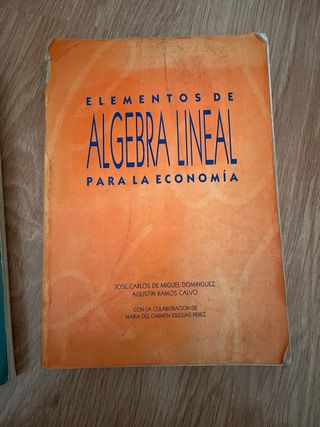 ELEMENTOS DE
ALGEBRA LINEAL
PARA LA ECONOMÍA
JOSE CARLOS DE MIGUEL DOMINGUEZ
AGUSTIN RAMOS CALVO
CON LA COLABORACION DE
MARIA DEL CARMEN IGLESIAS PEREZ